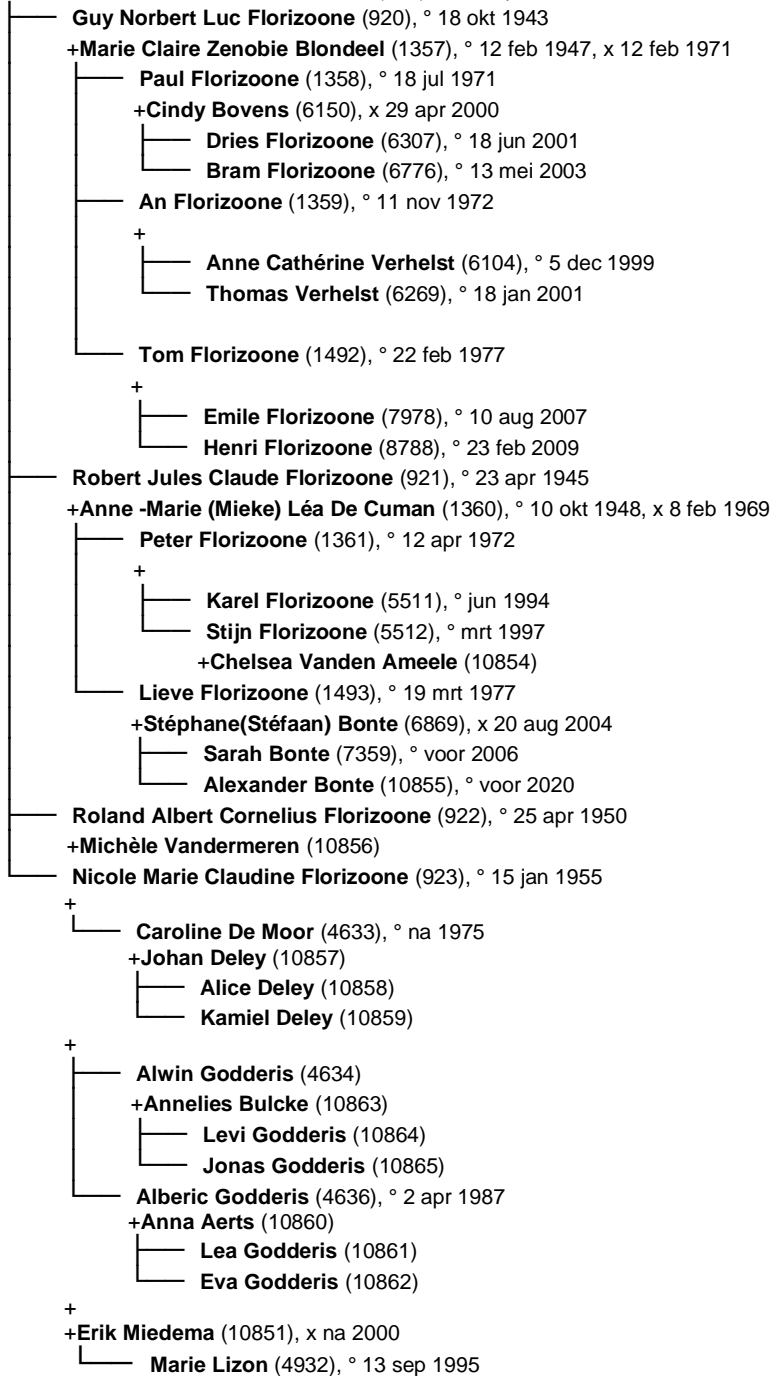 Guy Norbert Luc Florizoone (920), ° 18 okt 1943
+Marie Claire Zenobie Blondeel (1357), ° 12 feb 1947, x 12 feb 1971
Paul Florizoone (1358), ° 18 jul 1971
+Cindy Bovens (6150), x 29 apr 2000
Dries Florizoone (6307), ° 18 jun 2001
Bram Florizoone (6776), ° 13 mei 2003
An Florizoone (1359), ° 11 nov 1972
+
Anne Cathérine Verhelst (6104), ° 5 dec 1999
Thomas Verhelst (6269), ° 18 jan 2001
Tom Florizoone (1492), ° 22 feb 1977
+
Emile Florizoone (7978), ° 10 aug 2007
Henri Florizoone (8788), ° 23 feb 2009
Robert Jules Claude Florizoone (921), ° 23 apr 1945
+Anne -Marie (Mieke) Léa De Cuman (1360), ° 10 okt 1948, x 8 feb 1969
Peter Florizoone (1361), ° 12 apr 1972
+
Karel Florizoone (5511), ° jun 1994
Stijn Florizoone (5512), ° mrt 1997
+Chelsea Vanden Ameele (10854)
Lieve Florizoone (1493), ° 19 mrt 1977
+Stéphane(Stéfaan) Bonte (6869), x 20 aug 2004
Sarah Bonte (7359), ° voor 2006
Alexander Bonte (10855), ° voor 2020
Roland Albert Cornelius Florizoone (922), ° 25 apr 1950
+Michèle Vandermeren (10856)
Nicole Marie Claudine Florizoone (923), ° 15 jan 1955
+
Caroline De Moor (4633), ° na 1975
+Johan Deley (10857)
Alice Deley (10858)
Kamiel Deley (10859)
+
Alwin Godderis (4634)
+Annelies Bulcke (10863)
Levi Godderis (10864)
Jonas Godderis (10865)
Alberic Godderis (4636), ° 2 apr 1987
+Anna Aerts (10860)
Lea Godderis (10861)
Eva Godderis (10862)
+
+Erik Miedema (10851), x na 2000
Marie Lizon (4932), ° 13 sep 1995